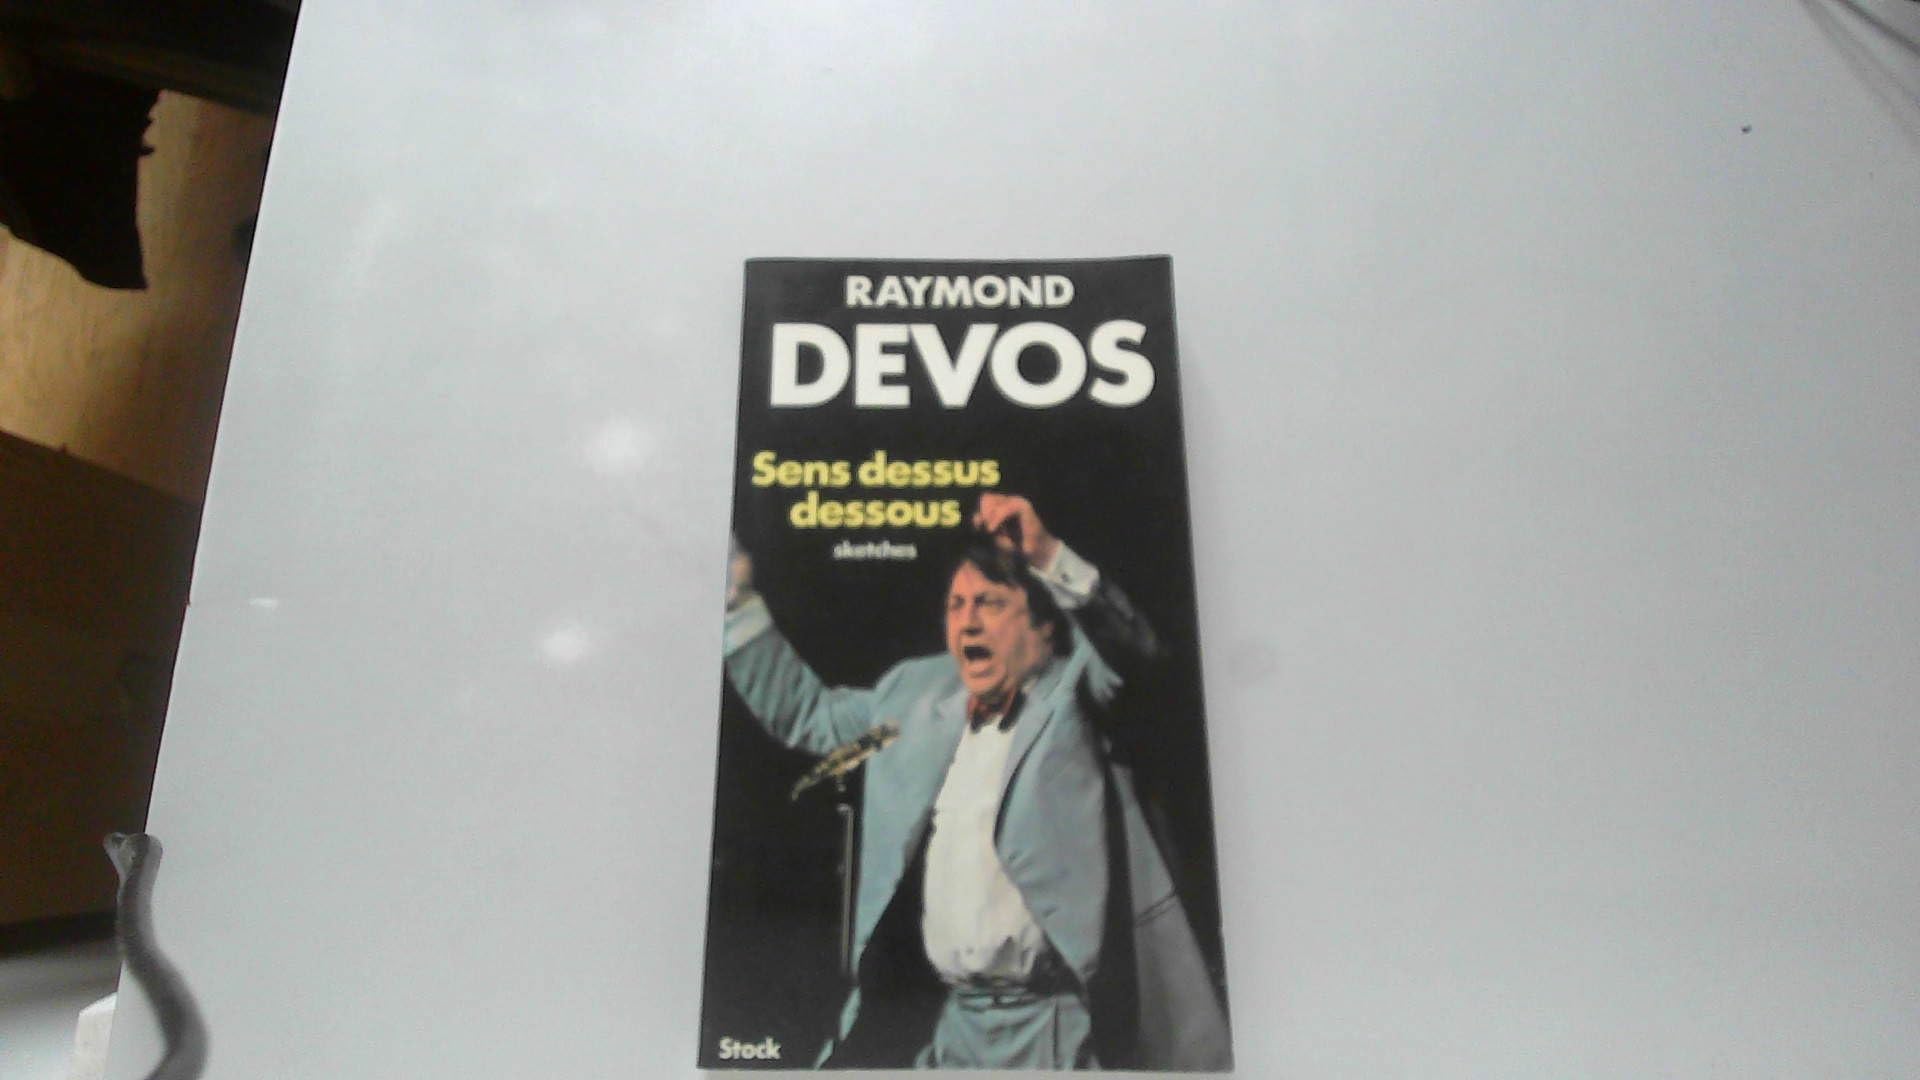 RAYMOND
DEVOS
Sens dessus
dessous
sketches
Stock